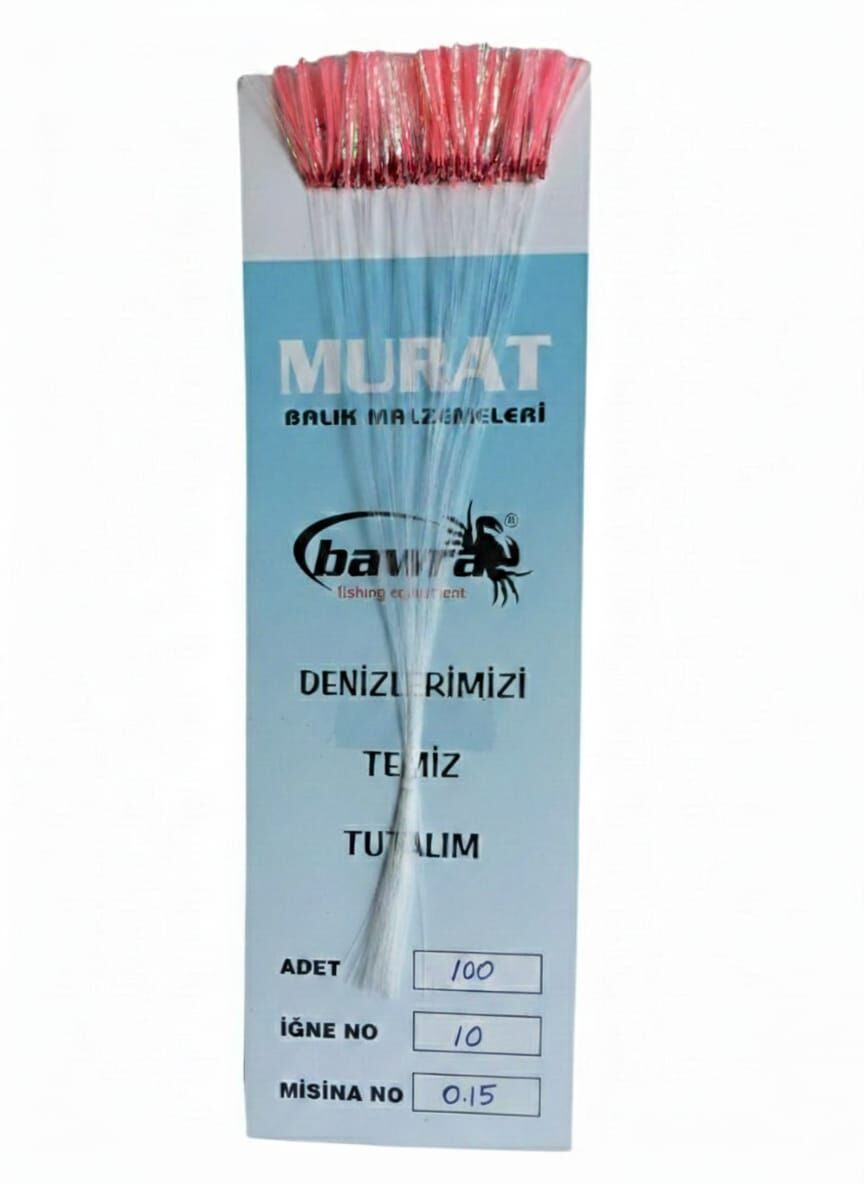 MURAT
BALIK MALZEMELERİ
bawra®
fishing equipment
DENİZLERİMİZİ
TEMİZ
TUTALIM
ADET 100
İĞNE NO 10
MİSİNA NO 0.15